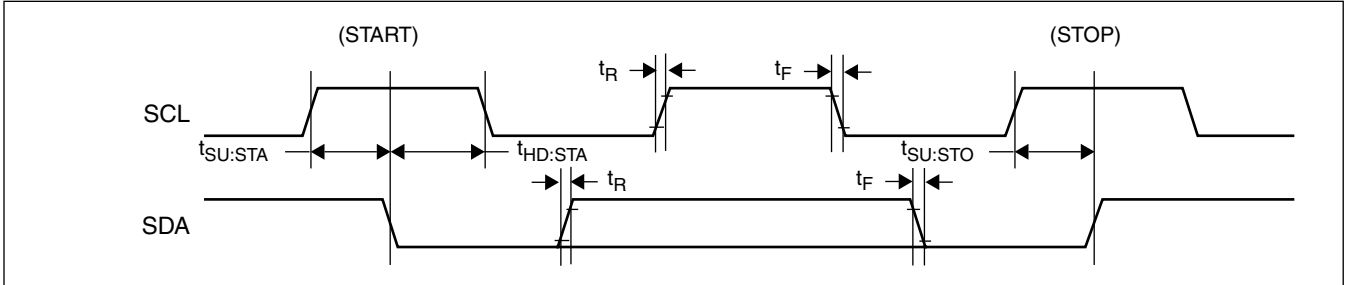 (START) (STOP)
tR tF
SCL
tSU:STA tHD:STA tSU:STO
tR tF
SDA